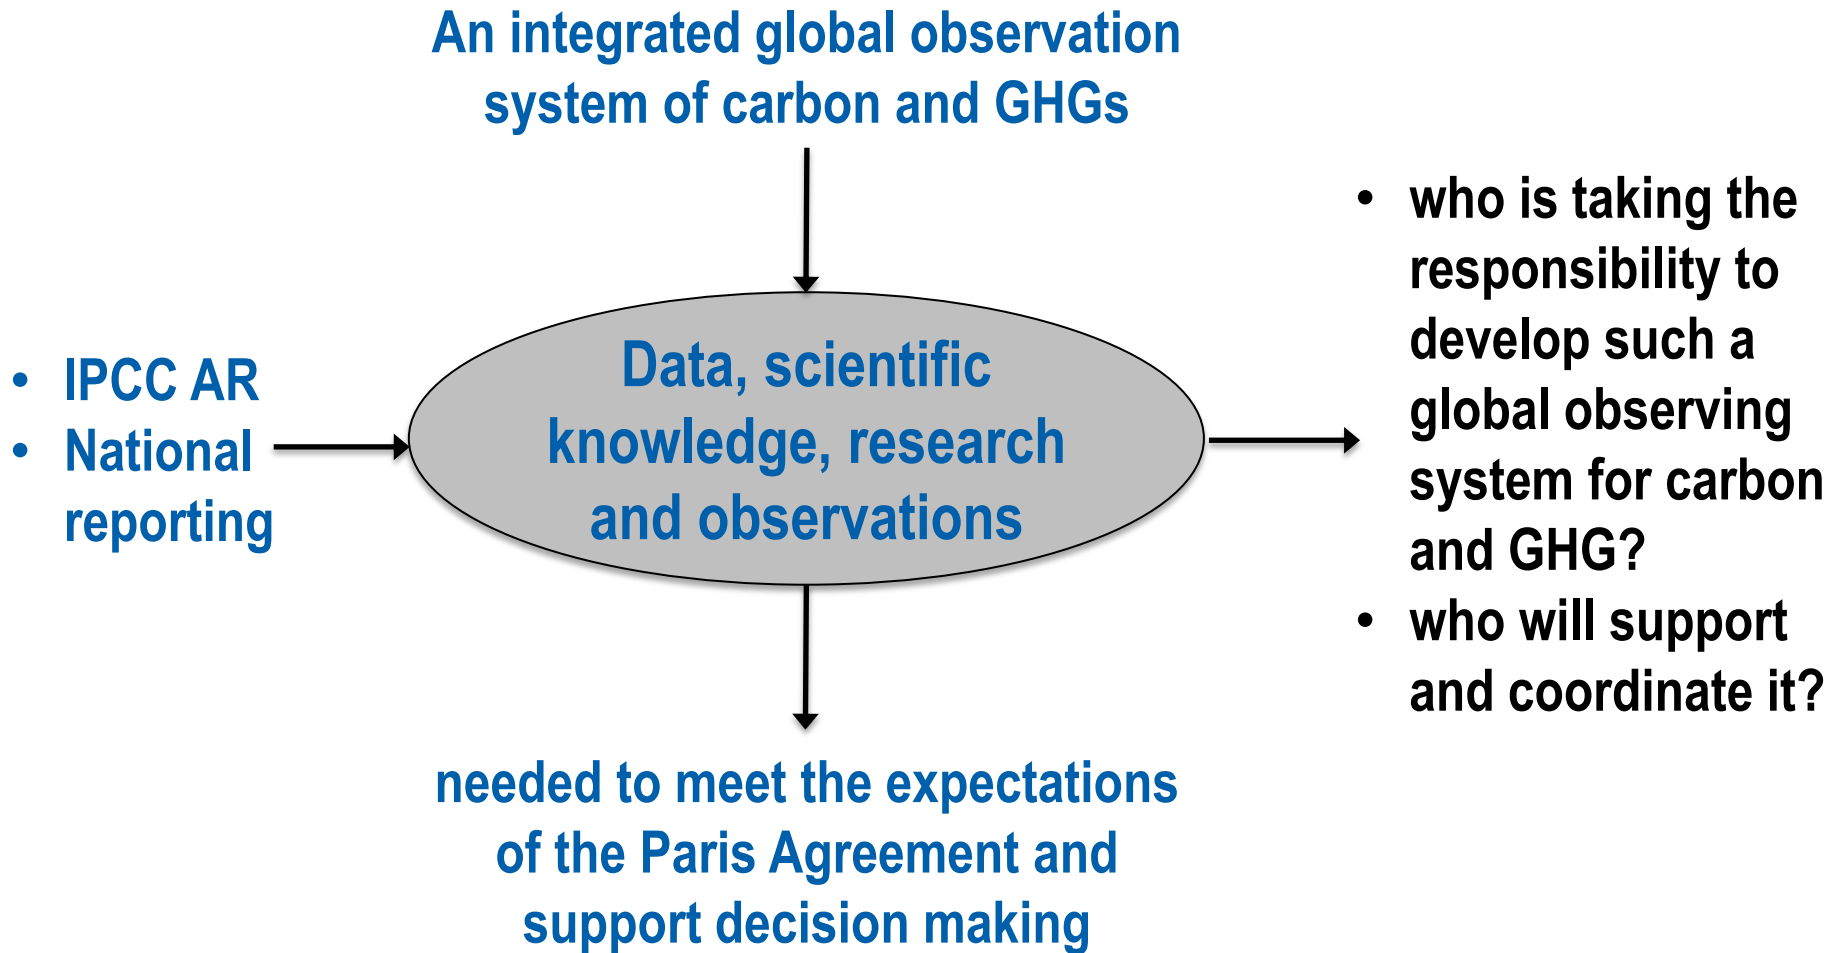 An integrated global observation
system of carbon and GHGs
• IPCC AR
• National
reporting
Data, scientific
knowledge, research
and observations
• who is taking the
responsibility to
develop such a
global observing
system for carbon
and GHG?
• who will support
and coordinate it?
needed to meet the expectations
of the Paris Agreement and
support decision making